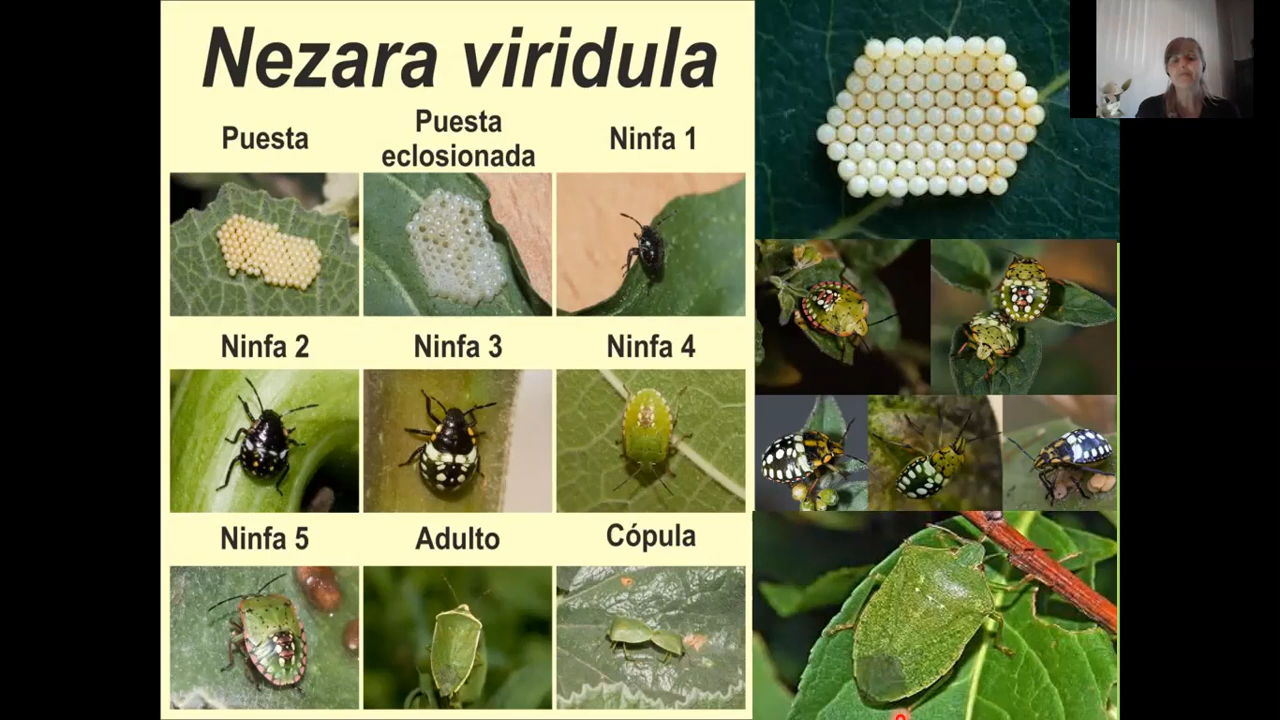 Nezara viridula
Puesta
Puesta
eclosionada
Ninfa 1
Ninfa 2
Ninfa 3
Ninfa 4
Ninfa 5
Adulto
Cópula